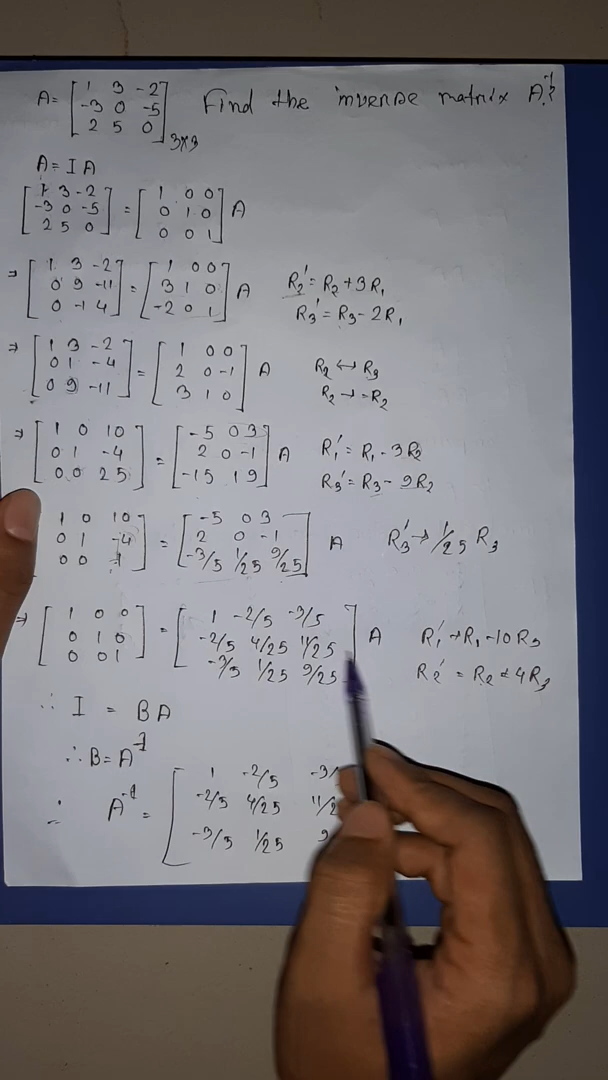 A = [ 1 3 -2 Find the inverse matrix A⁻¹?
-3 0 -5
2 5 0 ] 3×3
A = I A
[ 1 3 -2 = [ 1 0 0
-3 0 -5 0 1 0 A
2 5 0 ] 0 0 1 ]
⇒ [ 1 3 -2 = [ 1 0 0 R₂' = R₂ + 3R₁
0 9 -11 3 1 0 A
0 -1 4 ] -2 0 1 ] R₃' = R₃ - 2R₁
⇒ [ 1 3 -2 = [ 1 0 0 R₂ ↔ R₃
0 1 -4 2 0 -1 A
0 9 -11 ] 3 1 0 ] R₂ → -R₂
⇒ [ 1 0 10 = [ -5 0 3 R₁' = R₁ - 3R₂
0 1 -4 2 0 -1 A
0 0 25 ] -15 1 9 ] R₃' = R₃ - 9R₂
1 0 10 = [ -5 0 3
0 1 -4 2 0 -1 A R₃' → 1/25 R₃
0 0 1 ] -3/5 1/25 9/25 ]
⇒ [ 1 0 0 = [ 1 -2/5 -3/5
0 1 0 -2/5 4/25 11/25 A R₁' → R₁ - 10R₃
0 0 1 ] -3/5 1/25 9/25 ] R₂' = R₂ + 4R₃
∴ I = BA
∴ B = A⁻¹
∴ A⁻¹ = [ 1 -2/5
-2/5 4/25
-3/5 1/25